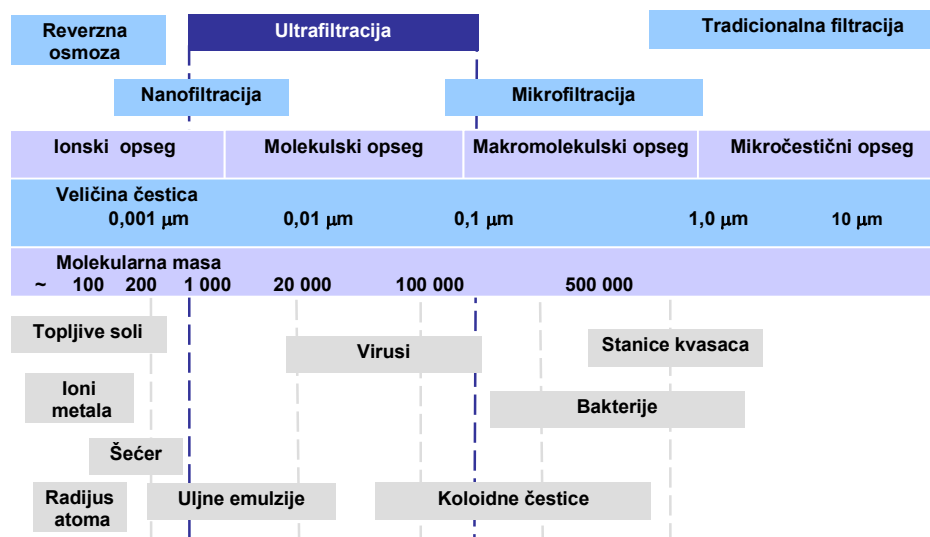 Reverzna
osmoza
Ultrafiltracija
Tradicionalna filtracija
Nanofiltracija
Mikrofiltracija
Ionski opseg
Molekulski opseg
Makromolekulski opseg
Mikročestični opseg
Veličina čestica
0,001 μm 0,01 μm 0,1 μm 1,0 μm 10 μm
Molekularna masa
~ 100 200 1 000 20 000 100 000 500 000
Topljive soli
Virusi
Stanice kvasaca
Ioni
metala
Bakterije
Šećer
Radijus
atoma
Uljne emulzije
Koloidne čestice